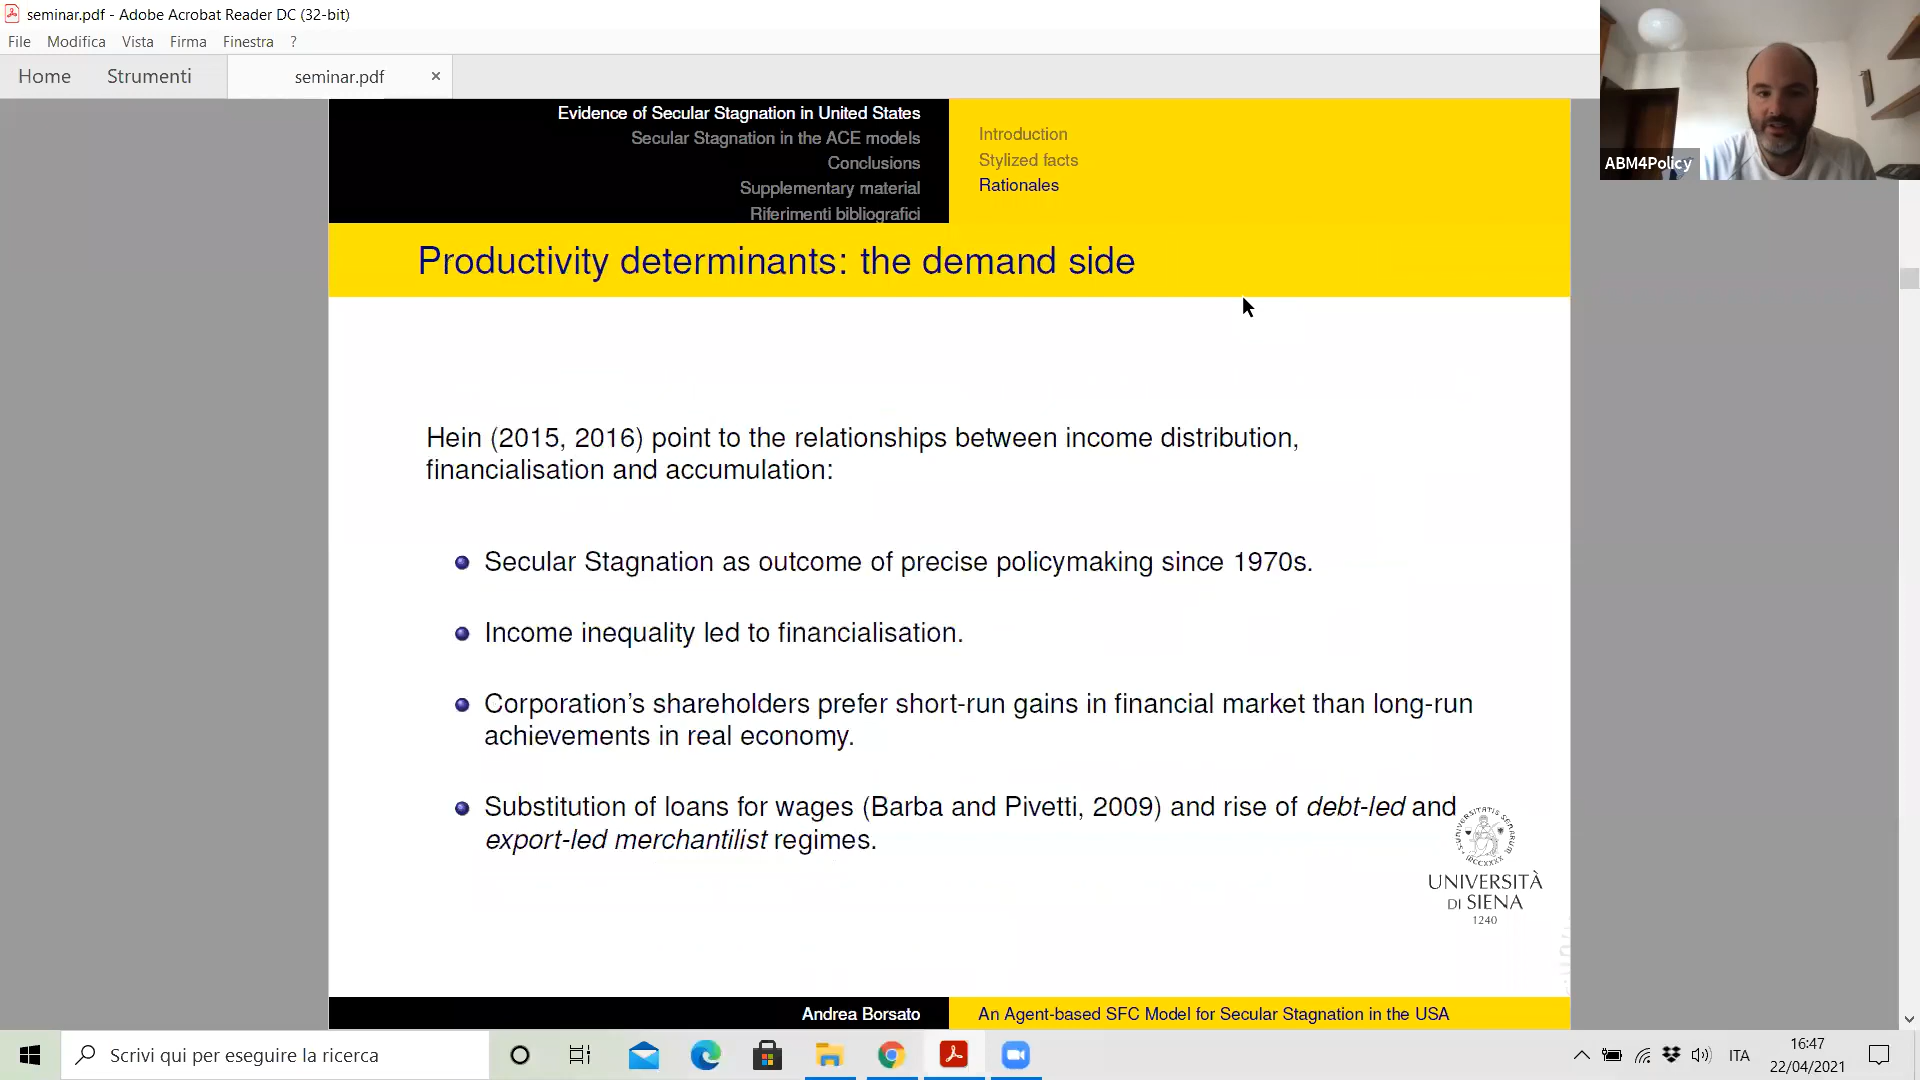 seminar.pdf - Adobe Acrobat Reader DC (32-bit)
File Modifica Vista Firma Finestra ?
Home Strumenti seminar.pdf ×
Evidence of Secular Stagnation in United States
Secular Stagnation in the ACE models
Conclusions
Supplementary material
Riferimenti bibliografici
Introduction
Stylized facts
Rationales
ABM4Policy
Productivity determinants: the demand side
Hein (2015, 2016) point to the relationships between income distribution,
financialisation and accumulation:
Secular Stagnation as outcome of precise policymaking since 1970s.
Income inequality led to financialisation.
Corporation's shareholders prefer short-run gains in financial market than long-run
achievements in real economy.
Substitution of loans for wages (Barba and Pivetti, 2009) and rise of debt-led and
export-led merchantilist regimes.
UNIVERSITÀ
DI SIENA
1240
Andrea Borsato
An Agent-based SFC Model for Secular Stagnation in the USA
Scrivi qui per eseguire la ricerca
ITA
16:47
22/04/2021